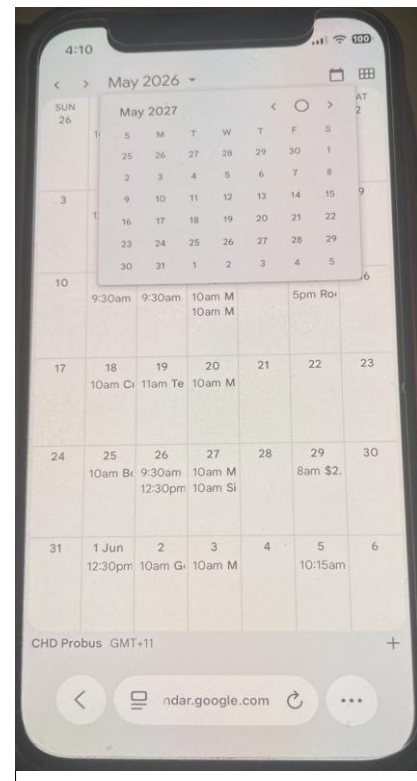 4:10 100
< > May 2026
SUN AT
26 1 2
May 2027 < >
S M T W T F S
25 26 27 28 29 30 1
2 3 4 5 6 7 8
9 10 11 12 13 14 15
16 17 18 19 20 21 22
23 24 25 26 27 28 29
30 31 1 2 3 4 5
3 1 9
10 6
9:30am 9:30am 10am M 5pm Roi
10am M
17 18 19 20 21 22 23
10am Ci 11am Te 10am M
24 25 26 27 28 29 30
10am Be 9:30am 10am M 8am $2.
12:30pm 10am Si
31 1 Jun 2 3 4 5 6
12:30pm 10am G 10am M 10:15am
CHD Probus GMT+11 +
ndar.google.com